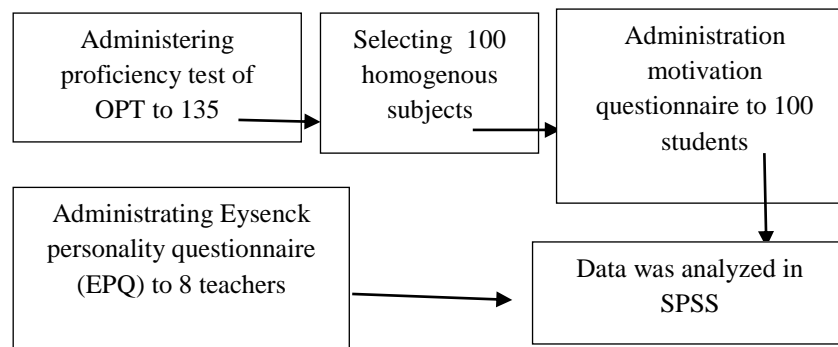 Administering
proficiency test of
OPT to 135
Selecting 100
homogenous
subjects
Administration
motivation
questionnaire to 100
students
Administrating Eysenck
personality questionnaire
(EPQ) to 8 teachers
Data was analyzed in
SPSS